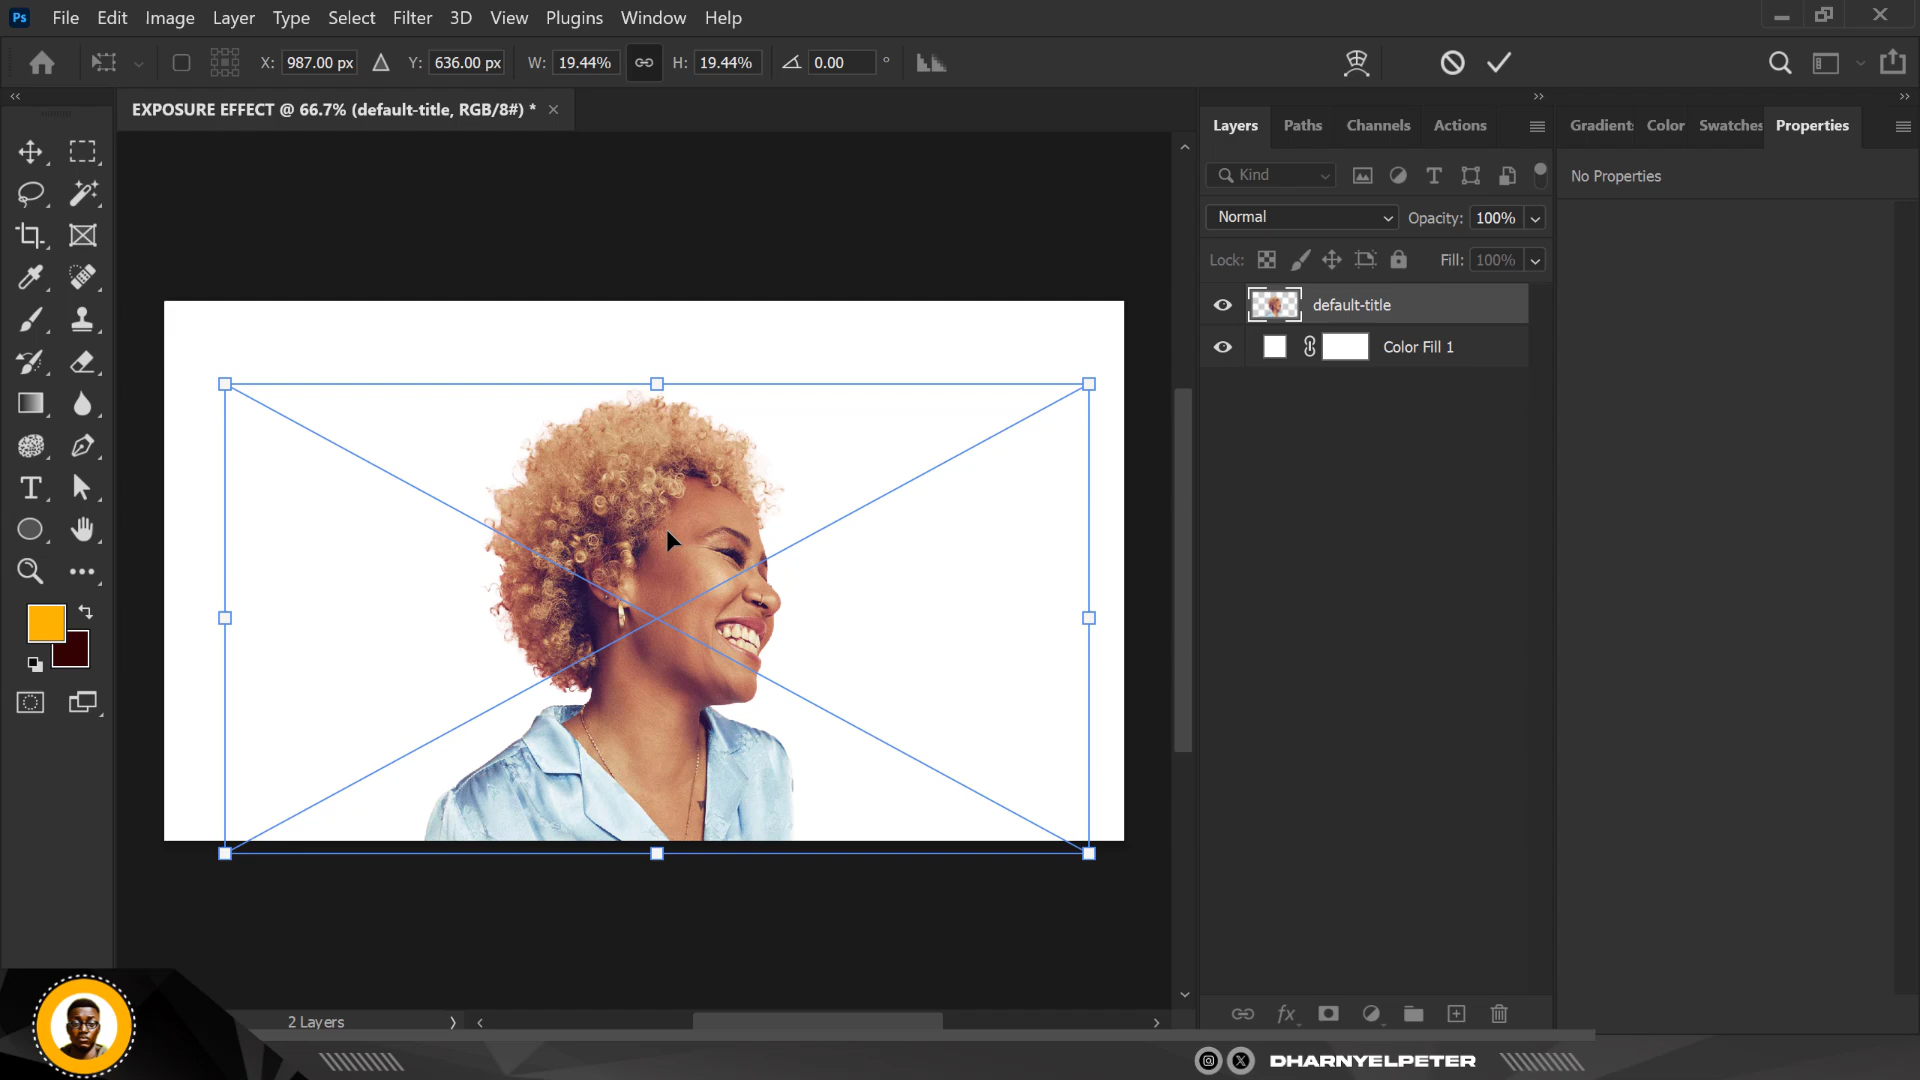 Ps File Edit Image Layer Type Select Filter 3D View Plugins Window Help
X: 987.00 px Y: 636.00 px W: 19.44% H: 19.44% 0.00 °
EXPOSURE EFFECT @ 66.7% (default-title, RGB/8#) * ×
Layers Paths Channels Actions
Gradient Color Swatches Properties
Kind
No Properties
Normal Opacity: 100%
Lock: Fill: 100%
default-title
Color Fill 1
fx
2 Layers
DHARNYELPETER